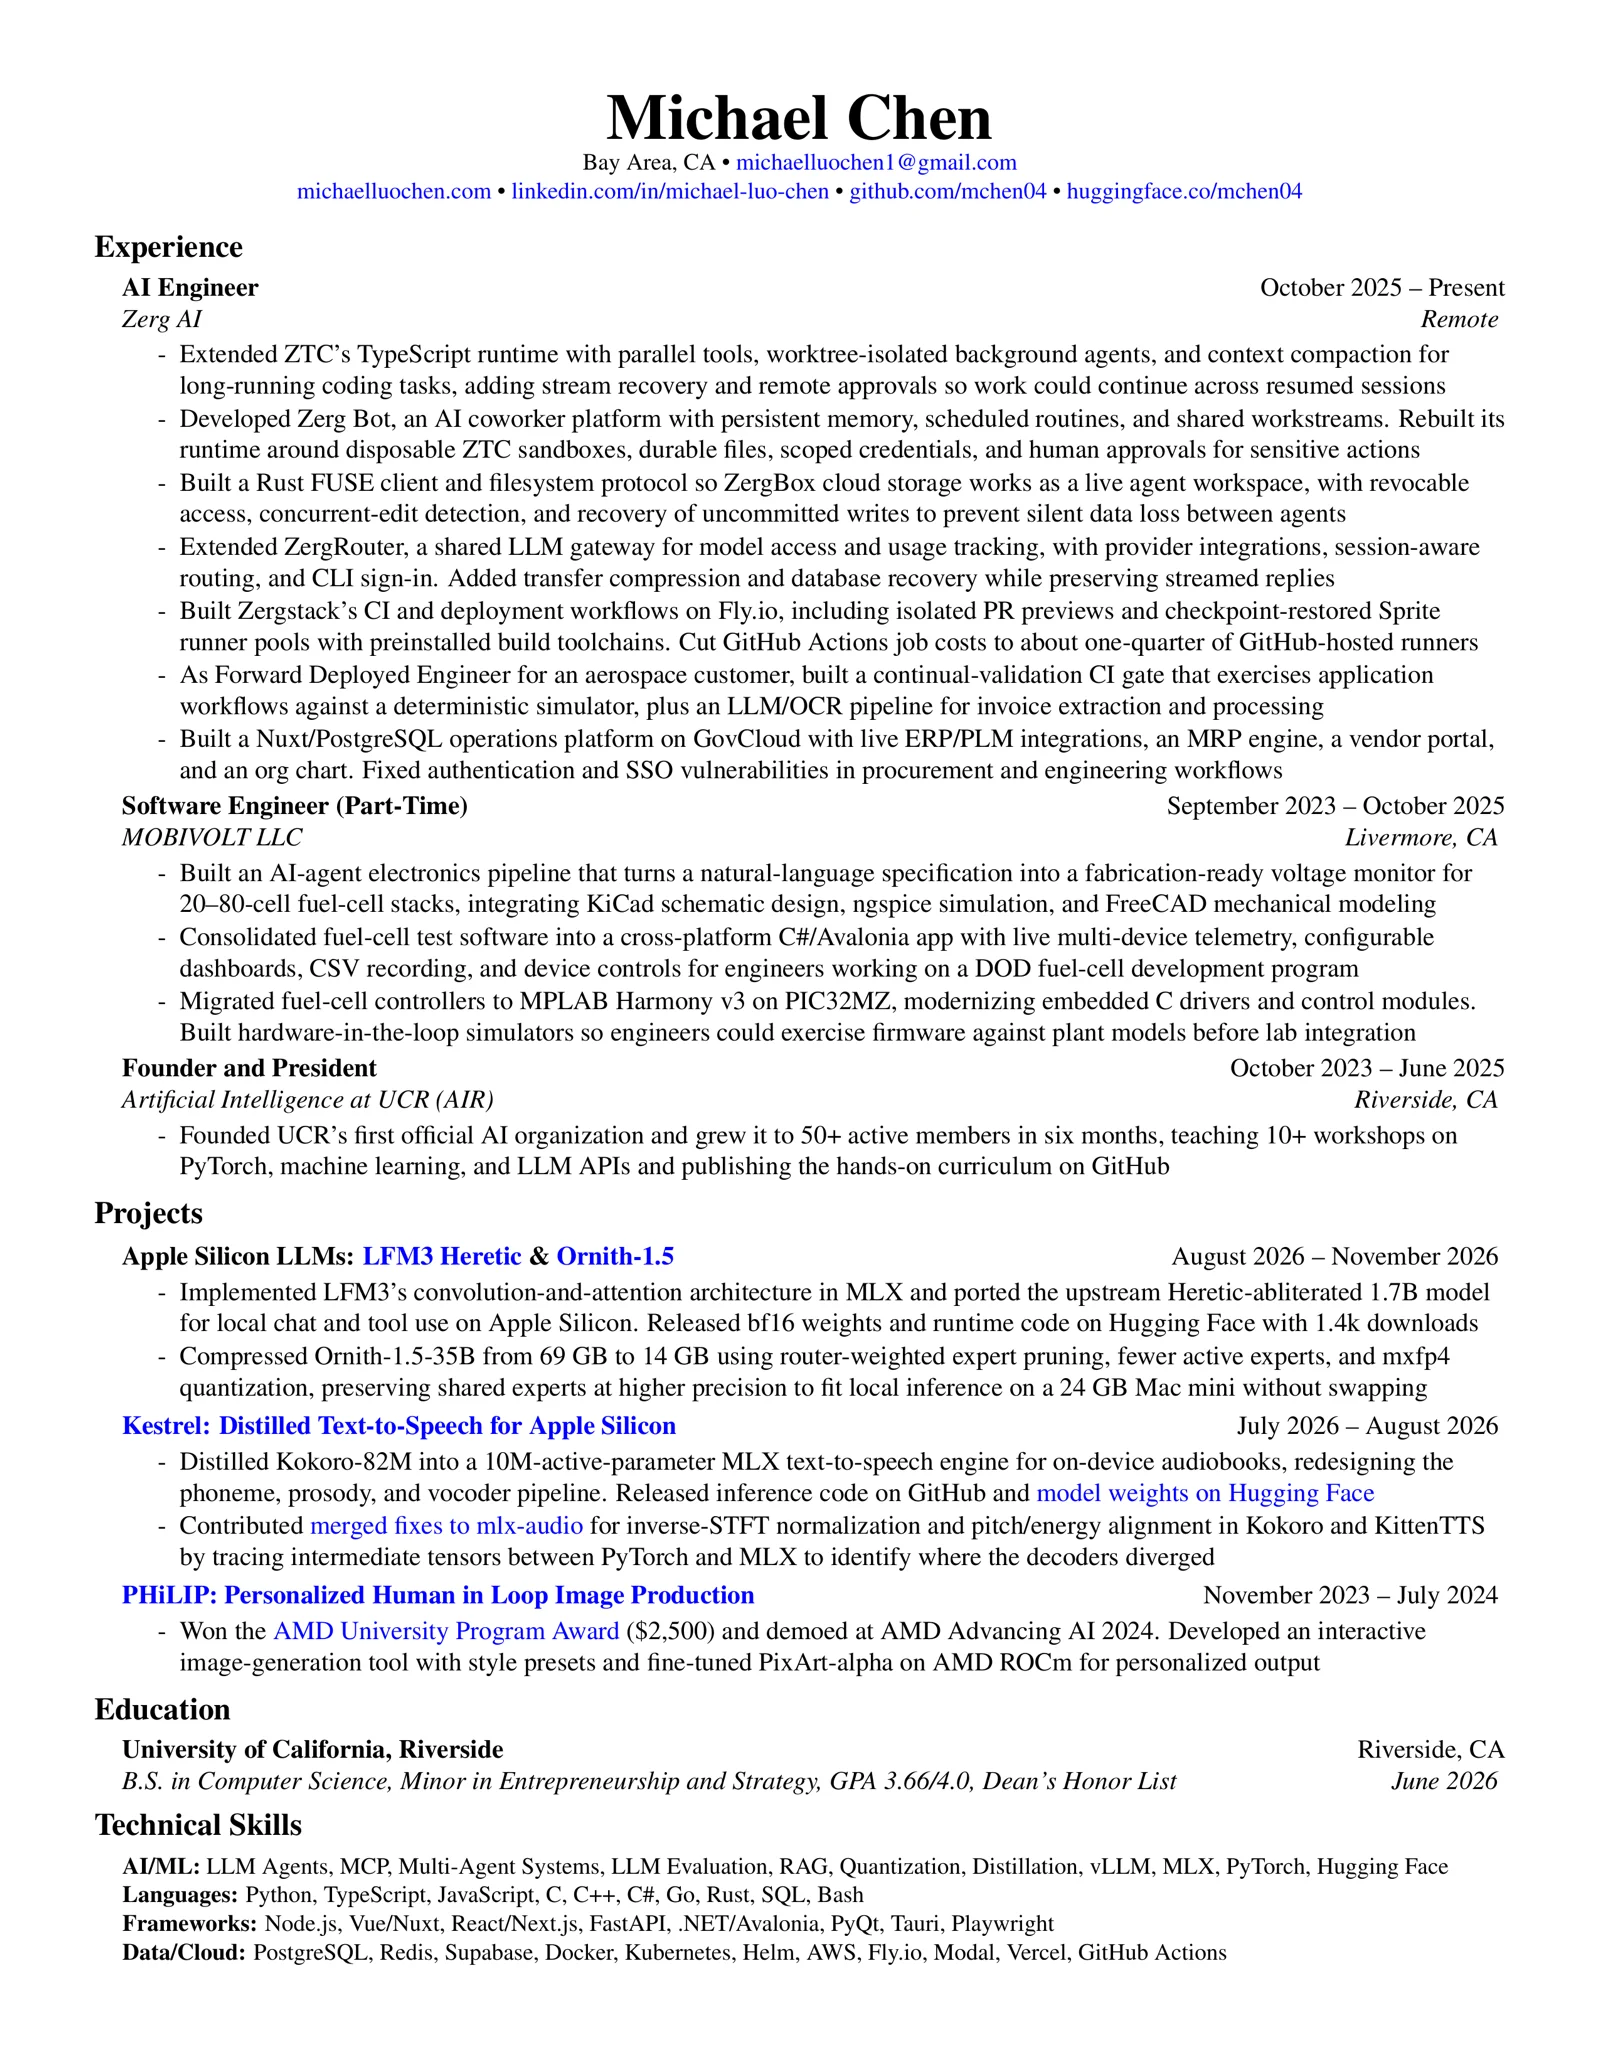 Michael Chen
Bay Area, CA • michaelluochen1@gmail.com
michaelluochen.com • linkedin.com/in/michael-luo-chen • github.com/mchen04 • huggingface.co/mchen04
Experience
AI Engineer October 2025 – Present
Zerg AI Remote
- Extended ZTC's TypeScript runtime with parallel tools, worktree-isolated background agents, and context compaction for
long-running coding tasks, adding stream recovery and remote approvals so work could continue across resumed sessions
- Developed Zerg Bot, an AI coworker platform with persistent memory, scheduled routines, and shared workstreams. Rebuilt its
runtime around disposable ZTC sandboxes, durable files, scoped credentials, and human approvals for sensitive actions
- Built a Rust FUSE client and filesystem protocol so ZergBox cloud storage works as a live agent workspace, with revocable
access, concurrent-edit detection, and recovery of uncommitted writes to prevent silent data loss between agents
- Extended ZergRouter, a shared LLM gateway for model access and usage tracking, with provider integrations, session-aware
routing, and CLI sign-in. Added transfer compression and database recovery while preserving streamed replies
- Built Zergstack's CI and deployment workflows on Fly.io, including isolated PR previews and checkpoint-restored Sprite
runner pools with preinstalled build toolchains. Cut GitHub Actions job costs to about one-quarter of GitHub-hosted runners
- As Forward Deployed Engineer for an aerospace customer, built a continual-validation CI gate that exercises application
workflows against a deterministic simulator, plus an LLM/OCR pipeline for invoice extraction and processing
- Built a Nuxt/PostgreSQL operations platform on GovCloud with live ERP/PLM integrations, an MRP engine, a vendor portal,
and an org chart. Fixed authentication and SSO vulnerabilities in procurement and engineering workflows
Software Engineer (Part-Time) September 2023 – October 2025
MOBIVOLT LLC Livermore, CA
- Built an AI-agent electronics pipeline that turns a natural-language specification into a fabrication-ready voltage monitor for
20–80-cell fuel-cell stacks, integrating KiCad schematic design, ngspice simulation, and FreeCAD mechanical modeling
- Consolidated fuel-cell test software into a cross-platform C#/Avalonia app with live multi-device telemetry, configurable
dashboards, CSV recording, and device controls for engineers working on a DOD fuel-cell development program
- Migrated fuel-cell controllers to MPLAB Harmony v3 on PIC32MZ, modernizing embedded C drivers and control modules.
Built hardware-in-the-loop simulators so engineers could exercise firmware against plant models before lab integration
Founder and President October 2023 – June 2025
Artificial Intelligence at UCR (AIR) Riverside, CA
- Founded UCR's first official AI organization and grew it to 50+ active members in six months, teaching 10+ workshops on
PyTorch, machine learning, and LLM APIs and publishing the hands-on curriculum on GitHub
Projects
Apple Silicon LLMs: LFM3 Heretic & Ornith-1.5 August 2026 – November 2026
- Implemented LFM3's convolution-and-attention architecture in MLX and ported the upstream Heretic-abliterated 1.7B model
for local chat and tool use on Apple Silicon. Released bf16 weights and runtime code on Hugging Face with 1.4k downloads
- Compressed Ornith-1.5-35B from 69 GB to 14 GB using router-weighted expert pruning, fewer active experts, and mxfp4
quantization, preserving shared experts at higher precision to fit local inference on a 24 GB Mac mini without swapping
Kestrel: Distilled Text-to-Speech for Apple Silicon July 2026 – August 2026
- Distilled Kokoro-82M into a 10M-active-parameter MLX text-to-speech engine for on-device audiobooks, redesigning the
phoneme, prosody, and vocoder pipeline. Released inference code on GitHub and model weights on Hugging Face
- Contributed merged fixes to mlx-audio for inverse-STFT normalization and pitch/energy alignment in Kokoro and KittenTTS
by tracing intermediate tensors between PyTorch and MLX to identify where the decoders diverged
PHiLIP: Personalized Human in Loop Image Production November 2023 – July 2024
- Won the AMD University Program Award ($2,500) and demoed at AMD Advancing AI 2024. Developed an interactive
image-generation tool with style presets and fine-tuned PixArt-alpha on AMD ROCm for personalized output
Education
University of California, Riverside Riverside, CA
B.S. in Computer Science, Minor in Entrepreneurship and Strategy, GPA 3.66/4.0, Dean's Honor List June 2026
Technical Skills
AI/ML: LLM Agents, MCP, Multi-Agent Systems, LLM Evaluation, RAG, Quantization, Distillation, vLLM, MLX, PyTorch, Hugging Face
Languages: Python, TypeScript, JavaScript, C, C++, C#, Go, Rust, SQL, Bash
Frameworks: Node.js, Vue/Nuxt, React/Next.js, FastAPI, .NET/Avalonia, PyQt, Tauri, Playwright
Data/Cloud: PostgreSQL, Redis, Supabase, Docker, Kubernetes, Helm, AWS, Fly.io, Modal, Vercel, GitHub Actions